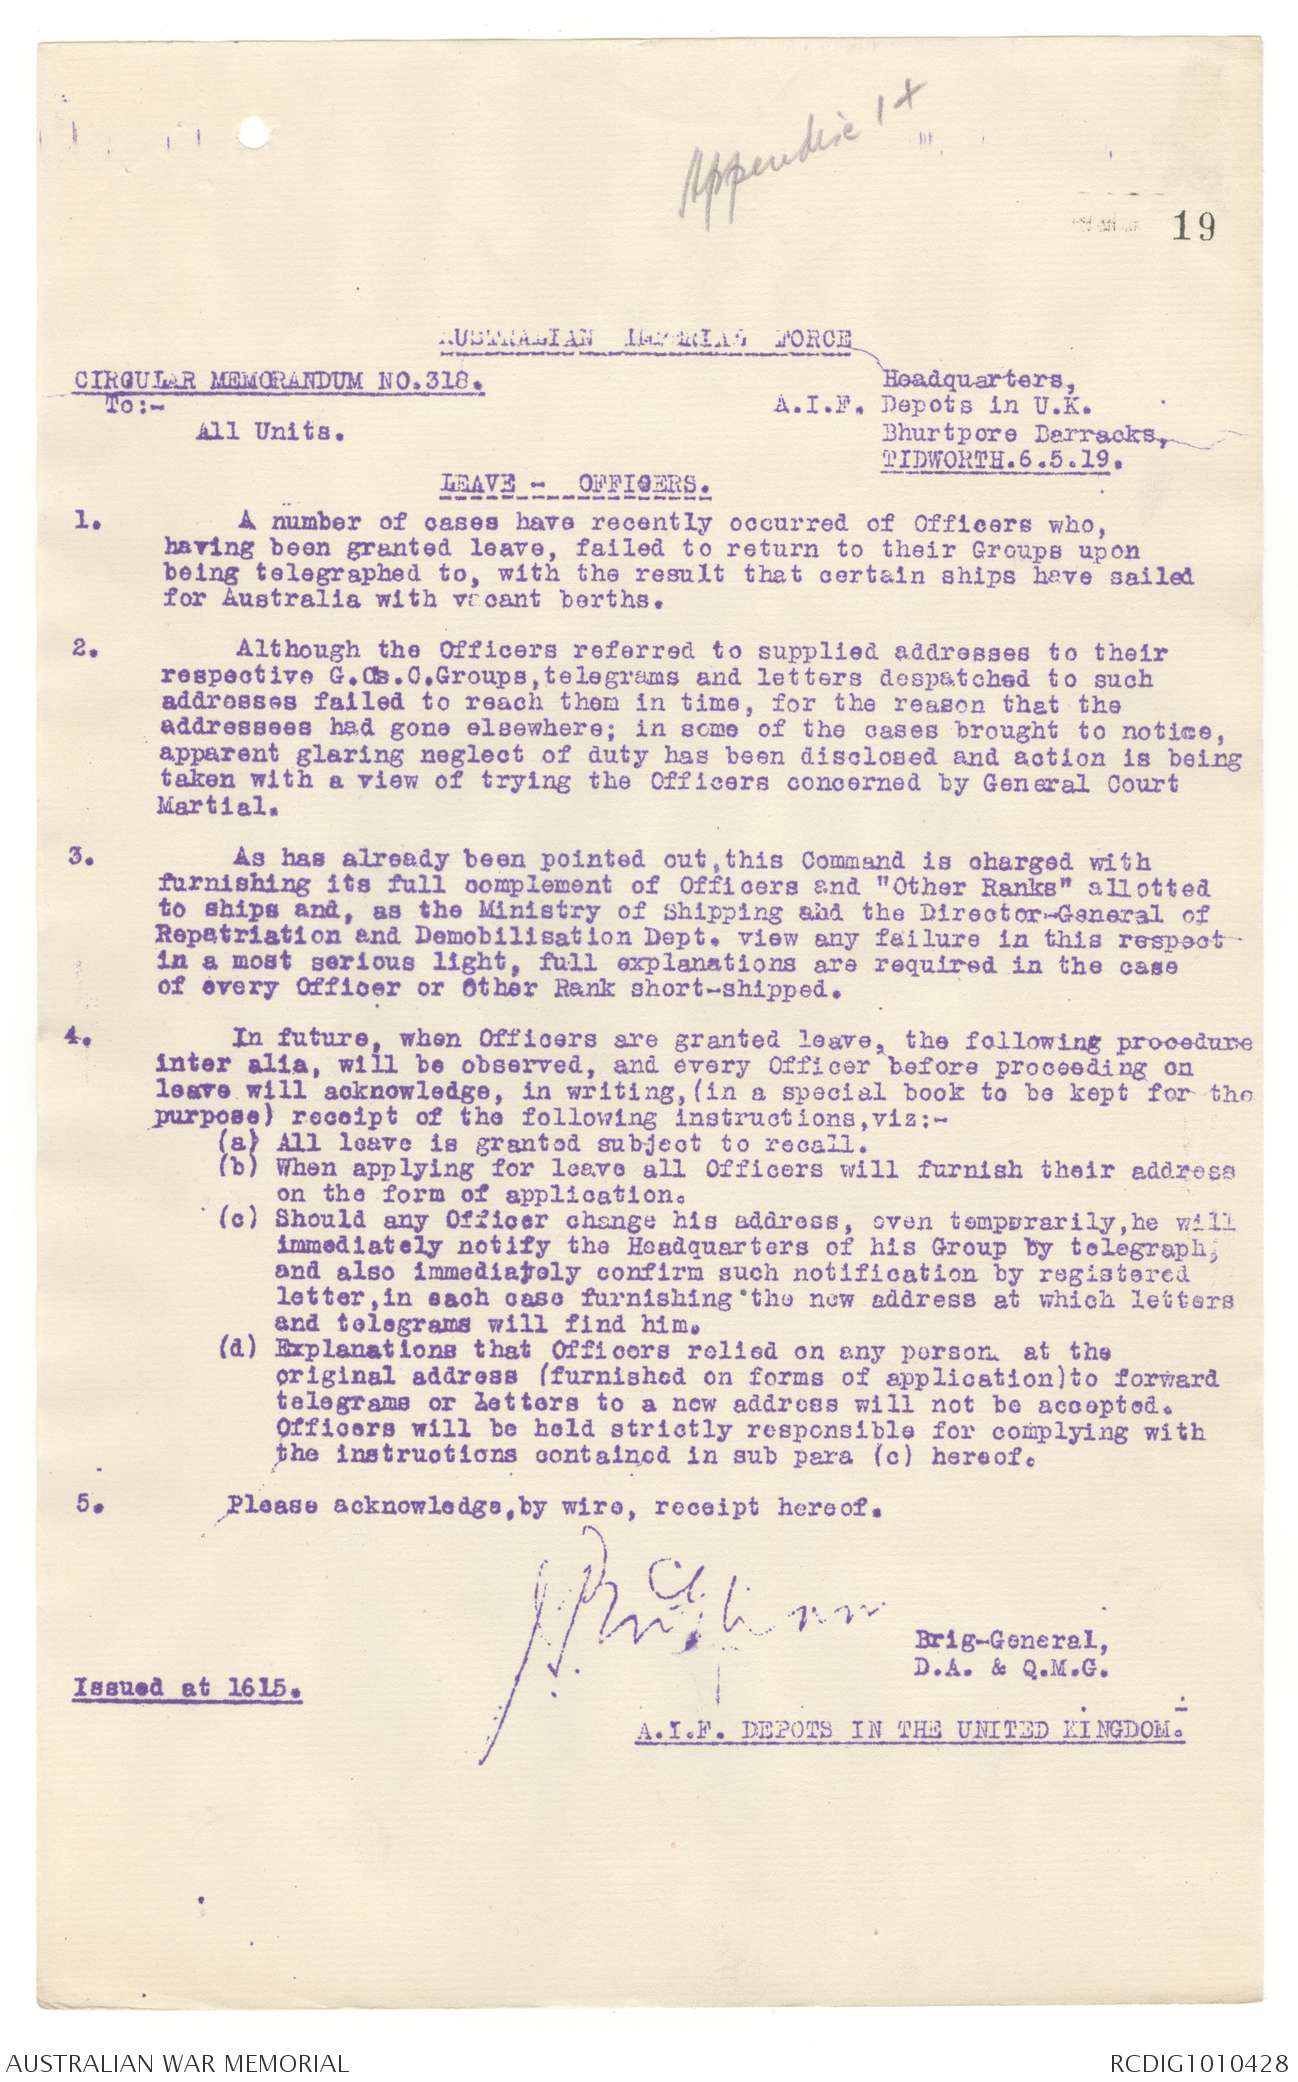 Appendix 1
19
AUSTRALIAN IMPERIAL FORCE
CIRCULAR MEMORANDUM NO.318.
Headquarters,
To:-
A.I.F. Depots in U.K.
All Units.
Bhurtpore Barracks,
TIDWORTH.6.5.19.
LEAVE - OFFICERS.
1. A number of cases have recently occurred of Officers who,
having been granted leave, failed to return to their Groups upon
being telegraphed to, with the result that certain ships have sailed
for Australia with vacant berths.
2. Although the Officers referred to supplied addresses to their
respective G.Os.C.Groups,telegrams and letters despatched to such
addresses failed to reach them in time, for the reason that the
addressees had gone elsewhere; in some of the cases brought to notice,
apparent glaring neglect of duty has been disclosed and action is being
taken with a view of trying the Officers concerned by General Court
Martial.
3. As has already been pointed out,this Command is charged with
furnishing its full complement of Officers and "Other Ranks" allotted
to ships and, as the Ministry of Shipping and the Director-General of
Repatriation and Demobilisation Dept. view any failure in this respect
in a most serious light, full explanations are required in the case
of every Officer or Other Rank short-shipped.
4. In future, when Officers are granted leave, the following procedure
inter alia, will be observed, and every Officer before proceeding on
leave will acknowledge, in writing,(in a special book to be kept for the
purpose) receipt of the following instructions,viz:-
(a) All leave is granted subject to recall.
(b) When applying for leave all Officers will furnish their address
on the form of application.
(c) Should any Officer change his address, even temporarily,he will
immediately notify the Headquarters of his Group by telegraph,
and also immediately confirm such notification by registered
letter,in each case furnishing the new address at which letters
and telegrams will find him.
(d) Explanations that Officers relied on any person at the
original address (furnished on forms of application)to forward
telegrams or letters to a new address will not be accepted.
Officers will be held strictly responsible for complying with
the instructions contained in sub para (c) hereof.
5. Please acknowledge,by wire, receipt hereof.
Brig-General,
D.A. & Q.M.G.
Issued at 1615.
A.I.F. DEPOTS IN THE UNITED KINGDOM.
AUSTRALIAN WAR MEMORIAL
RCDIG1010428